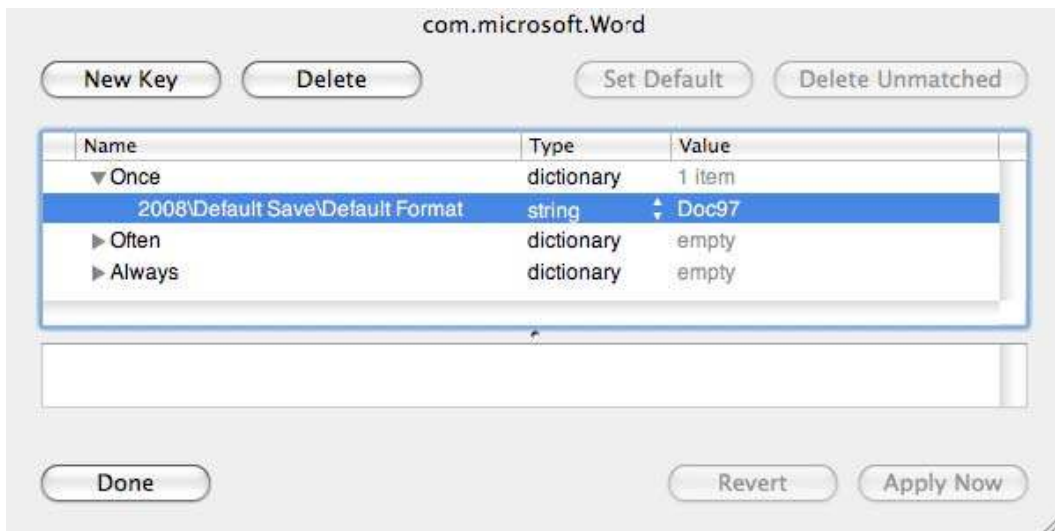 com.microsoft.Word
New Key Delete Set Default Delete Unmatched
Name Type Value
Once dictionary 1 item
2008\Default Save\Default Format string Doc97
Often dictionary empty
Always dictionary empty
Done Revert Apply Now